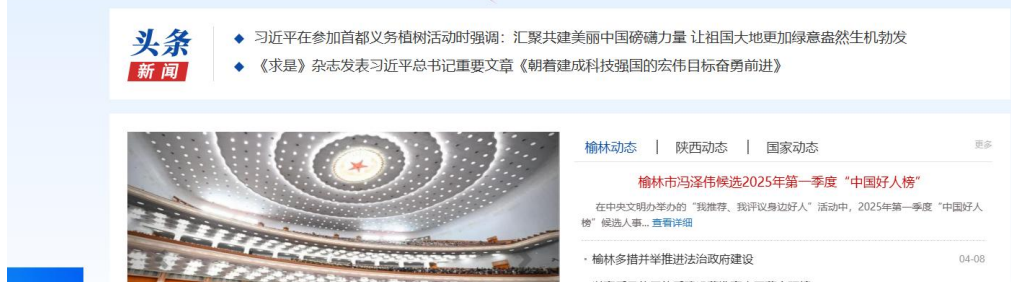 头条
新闻
◆ 习近平在参加首都义务植树活动时强调：汇聚共建美丽中国磅礴力量 让祖国大地更加绿意盎然生机勃发
◆ 《求是》杂志发表习近平总书记重要文章《朝着建成科技强国的宏伟目标奋勇前进》
榆林动态 | 陕西动态 | 国家动态 更多
榆林市冯泽伟候选2025年第一季度“中国好人榜”
在中央文明办举办的“我推荐、我评议身边好人”活动中，2025年第一季度“中国好人
榜”候选人事... 查看详细
· 榆林多措并举推进法治政府建设 04-08